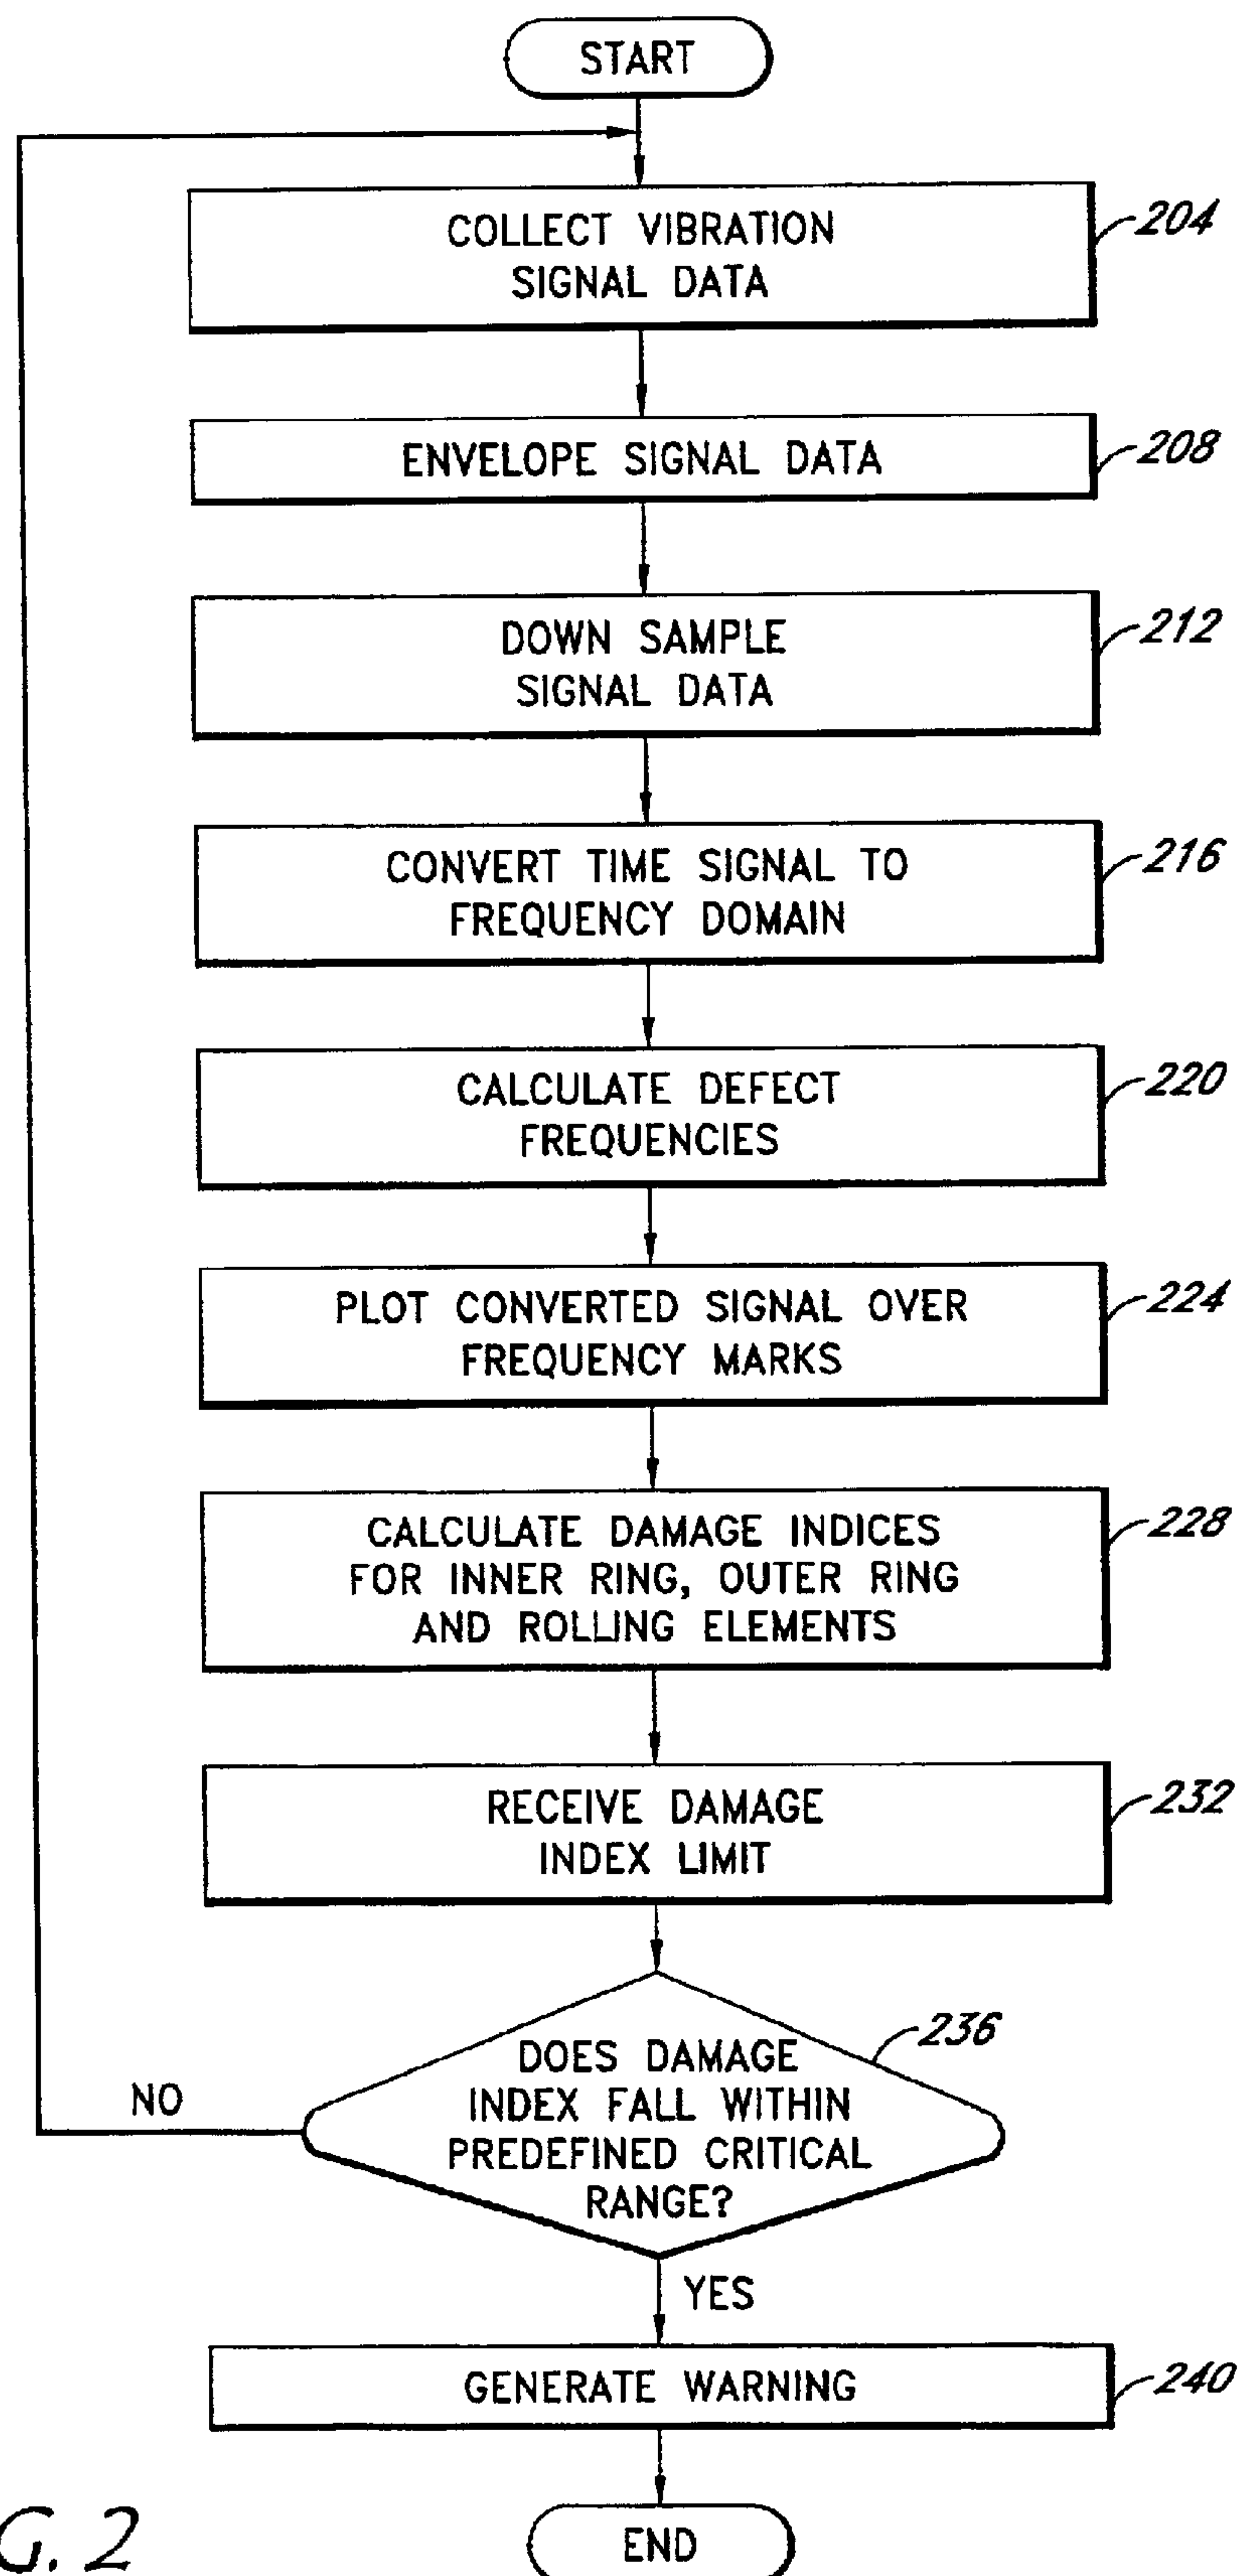 START
COLLECT VIBRATION
SIGNAL DATA
204
ENVELOPE SIGNAL DATA
208
DOWN SAMPLE
SIGNAL DATA
212
CONVERT TIME SIGNAL TO
FREQUENCY DOMAIN
216
CALCULATE DEFECT
FREQUENCIES
220
PLOT CONVERTED SIGNAL OVER
FREQUENCY MARKS
224
CALCULATE DAMAGE INDICES
FOR INNER RING, OUTER RING
AND ROLLING ELEMENTS
228
RECEIVE DAMAGE
INDEX LIMIT
232
236
DOES DAMAGE
INDEX FALL WITHIN
PREDEFINED CRITICAL
RANGE?
NO
YES
GENERATE WARNING
240
END
G. 2